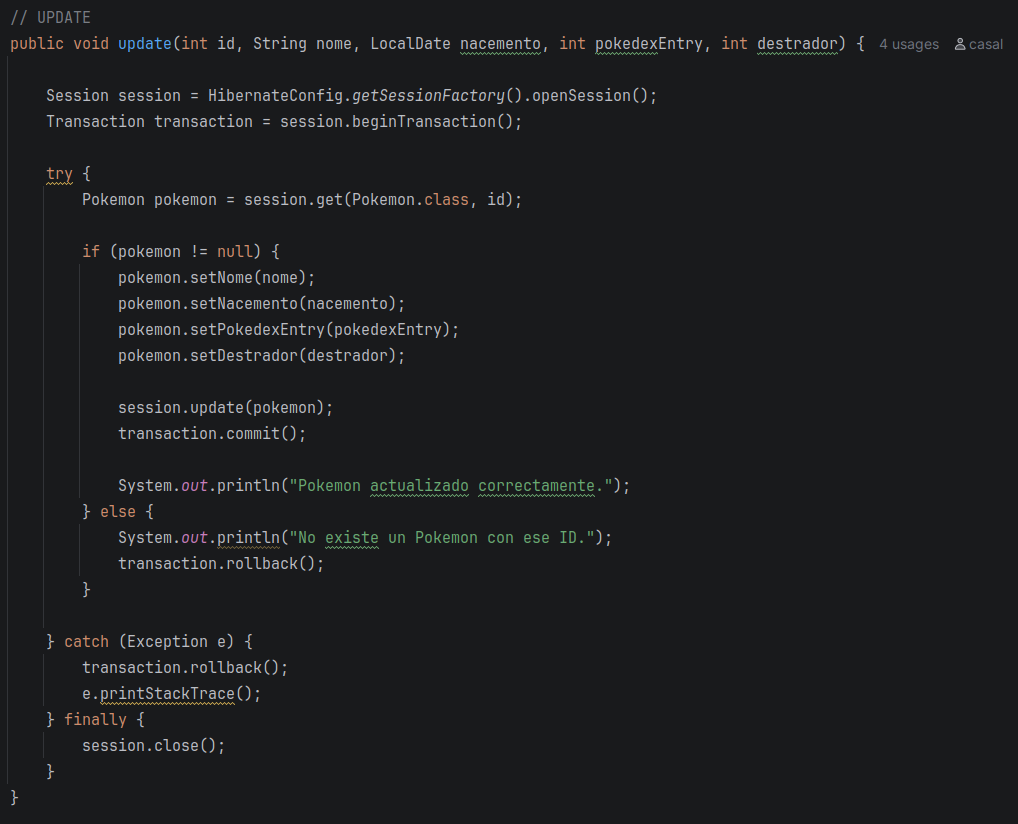 // UPDATE
public void update(int id, String nome, LocalDate nacemento, int pokedexEntry, int destrador) { 4 usages casal
Session session = HibernateConfig.getSessionFactory().openSession();
Transaction transaction = session.beginTransaction();
try {
Pokemon pokemon = session.get(Pokemon.class, id);
if (pokemon != null) {
pokemon.setNome(nome);
pokemon.setNacemento(nacemento);
pokemon.setPokedexEntry(pokedexEntry);
pokemon.setDestrador(destrador);
session.update(pokemon);
transaction.commit();
System.out.println("Pokemon actualizado correctamente.");
} else {
System.out.println("No existe un Pokemon con ese ID.");
transaction.rollback();
}
} catch (Exception e) {
transaction.rollback();
e.printStackTrace();
} finally {
session.close();
}
}